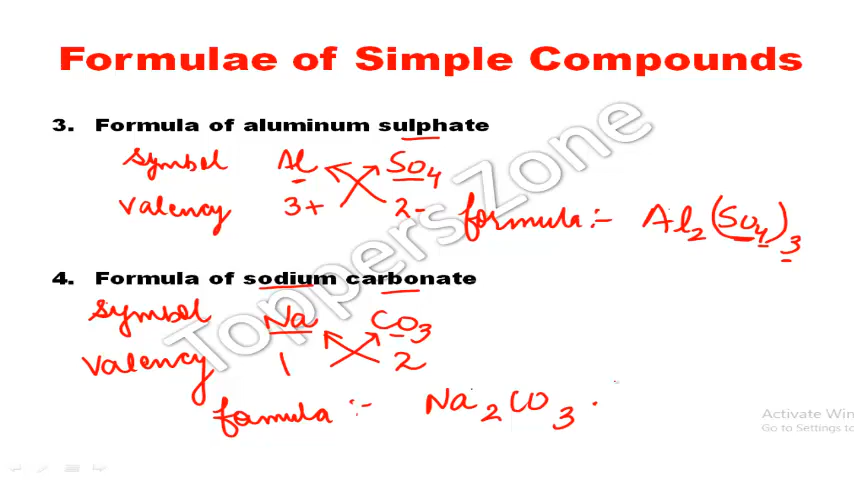 Formulae of Simple Compounds
3. Formula of aluminum sulphate
Symbol Al SO4
Valency 3+ 2- formula:- Al2(SO4)3
4. Formula of sodium carbonate
Symbol Na CO3
Valency 1 2
formula :- Na2CO3.
Toppers Zone
Activate Win
Go to Settings to